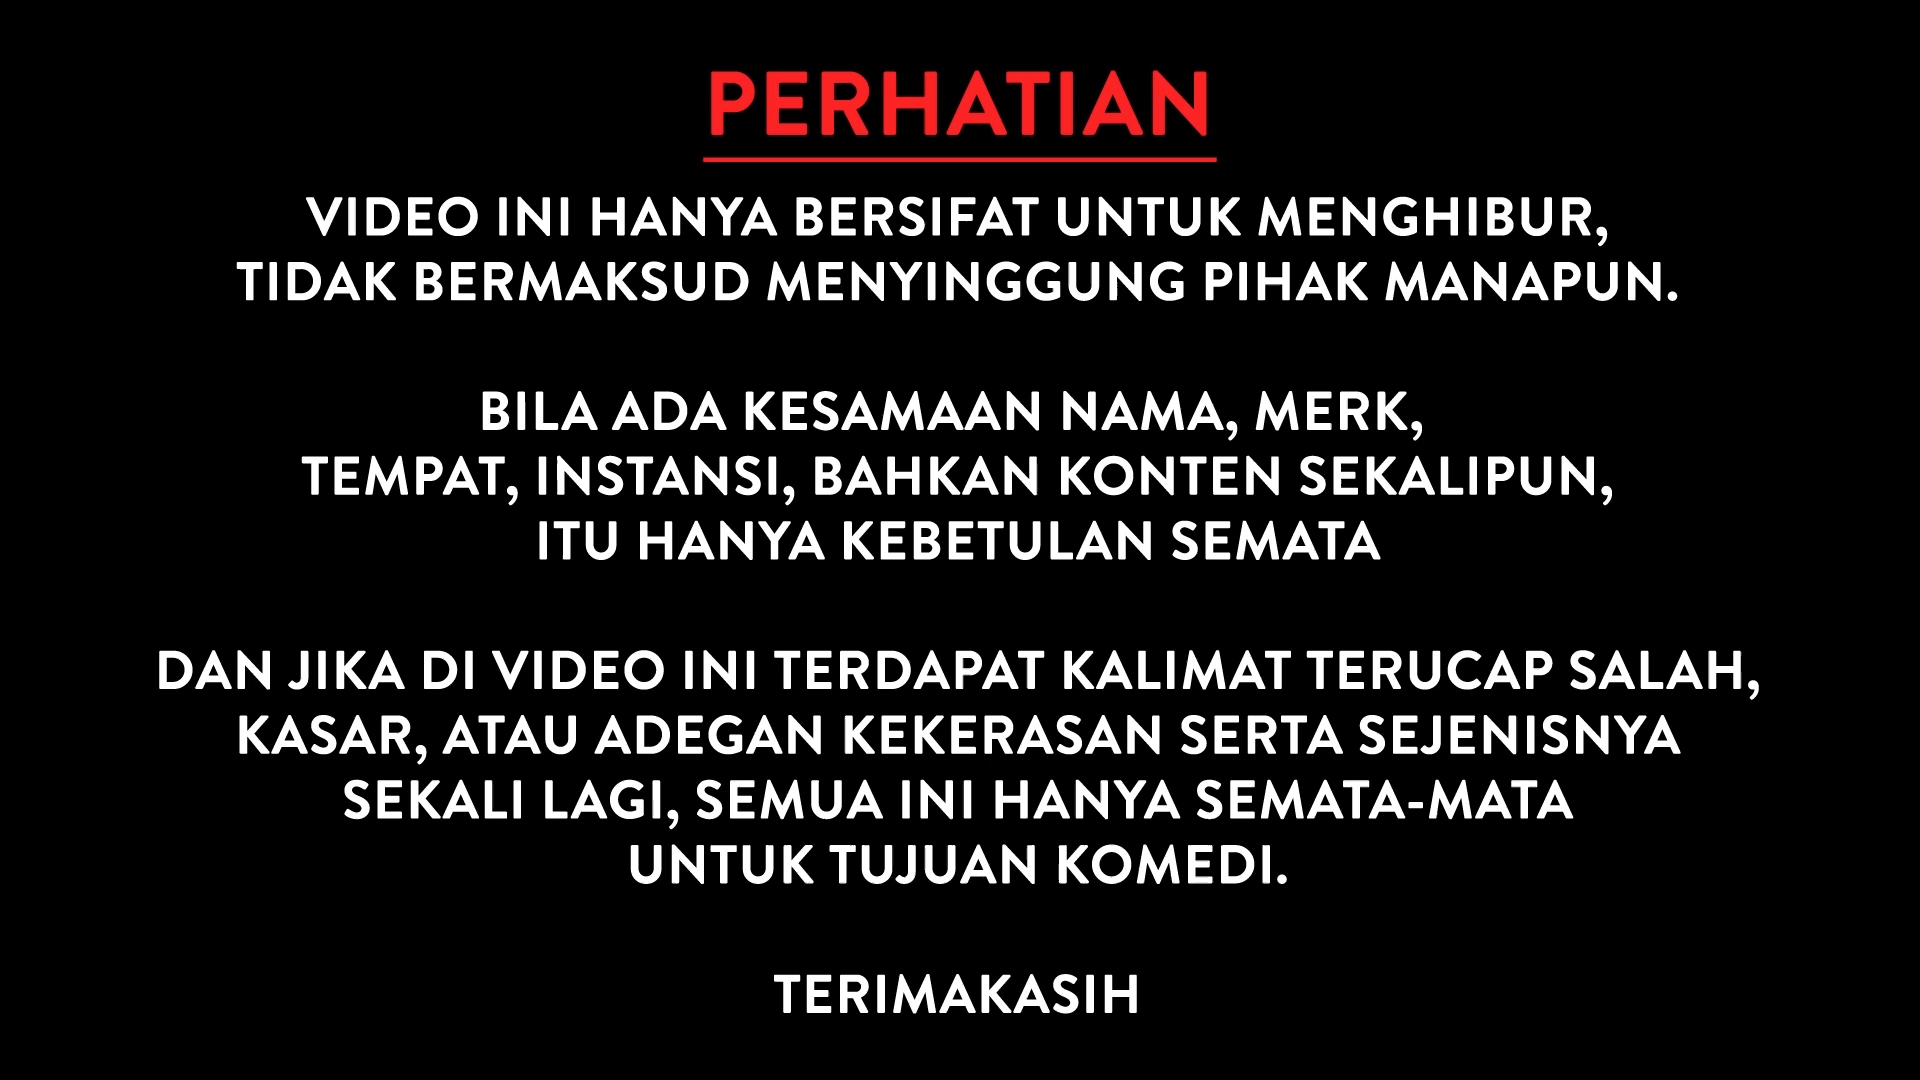 PERHATIAN
VIDEO INI HANYA BERSIFAT UNTUK MENGHIBUR,
TIDAK BERMAKSUD MENYINGGUNG PIHAK MANAPUN.
BILA ADA KESAMAAN NAMA, MERK,
TEMPAT, INSTANSI, BAHKAN KONTEN SEKALIPUN,
ITU HANYA KEBETULAN SEMATA
DAN JIKA DI VIDEO INI TERDAPAT KALIMAT TERUCAP SALAH,
KASAR, ATAU ADEGAN KEKERASAN SERTA SEJENISNYA
SEKALI LAGI, SEMUA INI HANYA SEMATA-MATA
UNTUK TUJUAN KOMEDI.
TERIMAKASIH